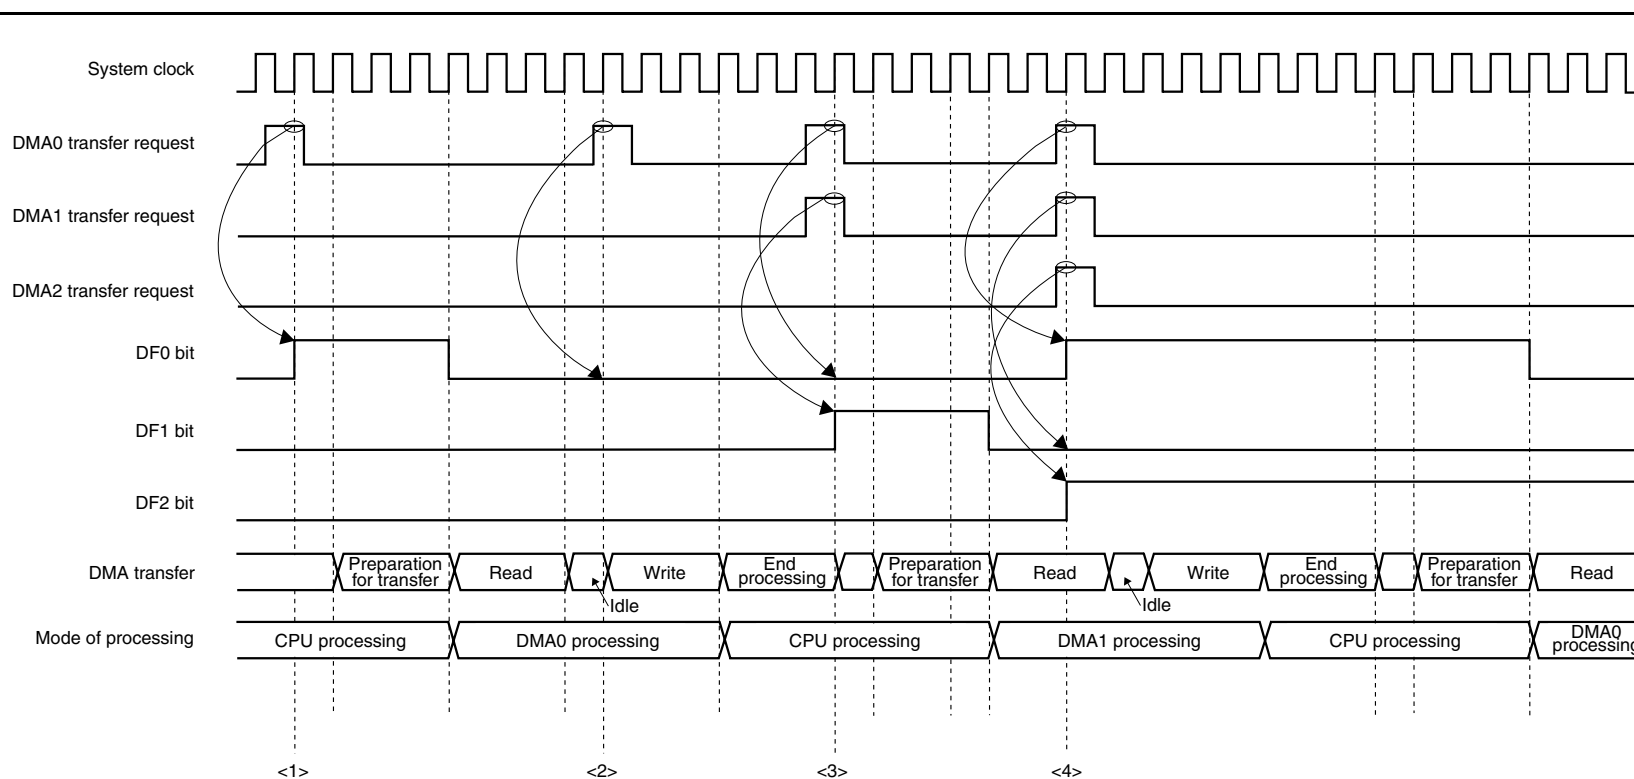 System clock
DMA0 transfer request
DMA1 transfer request
DMA2 transfer request
DF0 bit
DF1 bit
DF2 bit
DMA transfer
Preparation
for transfer
Read
Idle
Write
End
processing
Preparation
for transfer
Read
Idle
Write
End
processing
Preparation
for transfer
Read
Mode of processing
CPU processing
DMA0 processing
CPU processing
DMA1 processing
CPU processing
DMA0
processing
<1>
<2>
<3>
<4>